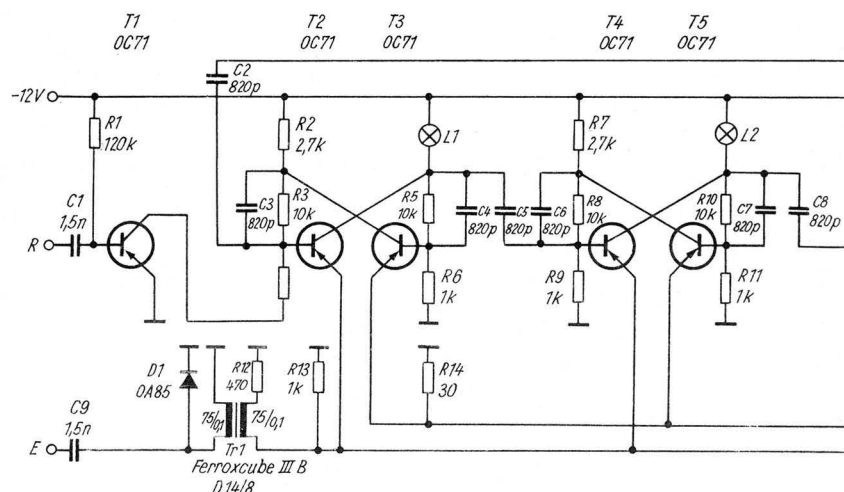 T1
OC71
T2
OC71
T3
OC71
T4
OC71
T5
OC71
C2
820p
-12V
R1
120k
R2
2,7k
L1
R7
2,7k
L2
C1
1,5n
R
C3
820p
R3
10k
R5
10k
C4
820p
C5
820p
C6
820p
R8
10k
R10
10k
C7
820p
C8
820p
R6
1k
R9
1k
R11
1k
D1
OA85
R12
470
R13
1k
R14
30
C9
1,5n
E
75/0,1
75/0,1
Tr1
Ferroxcube III B
D14/8